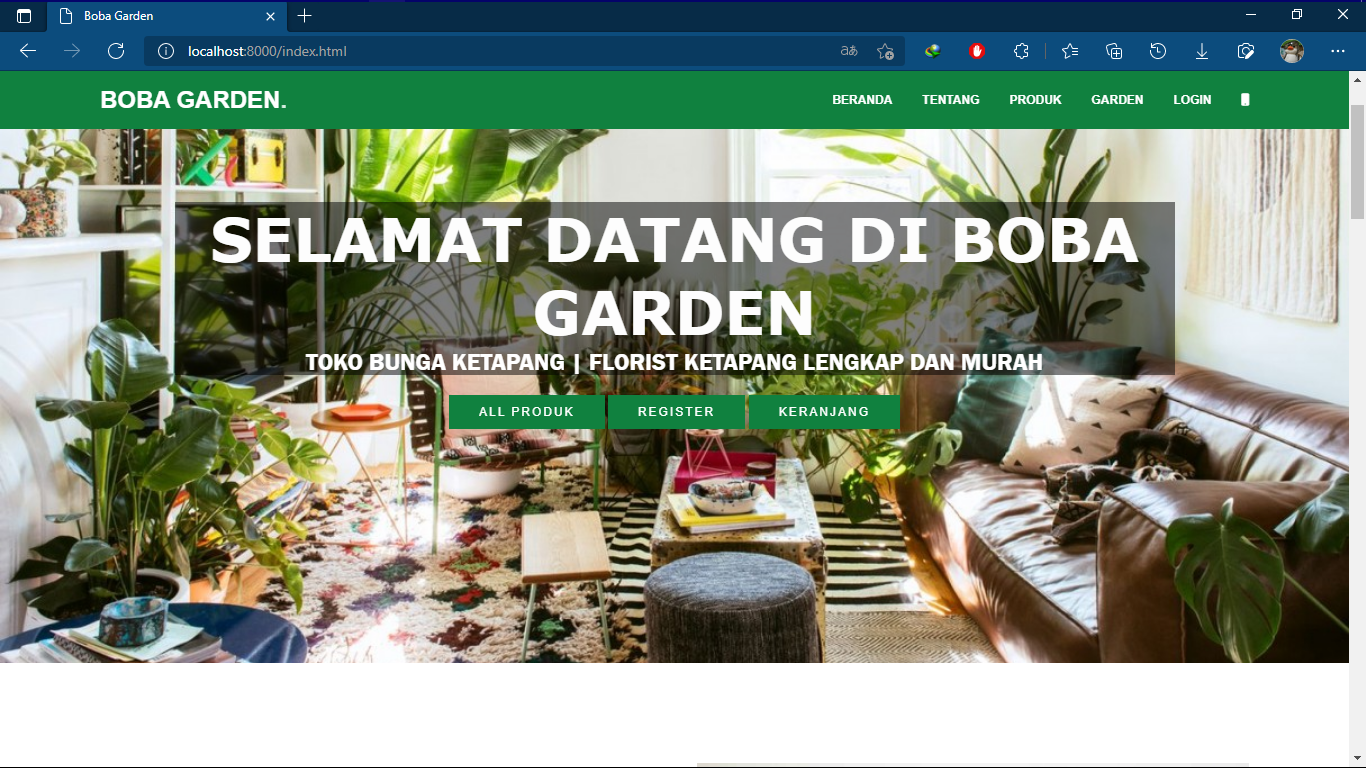 Boba Garden
localhost:8000/index.html
BOBA GARDEN.
BERANDA TENTANG PRODUK GARDEN LOGIN
SELAMAT DATANG DI BOBA
GARDEN
TOKO BUNGA KETAPANG | FLORIST KETAPANG LENGKAP DAN MURAH
ALL PRODUK REGISTER KERANJANG